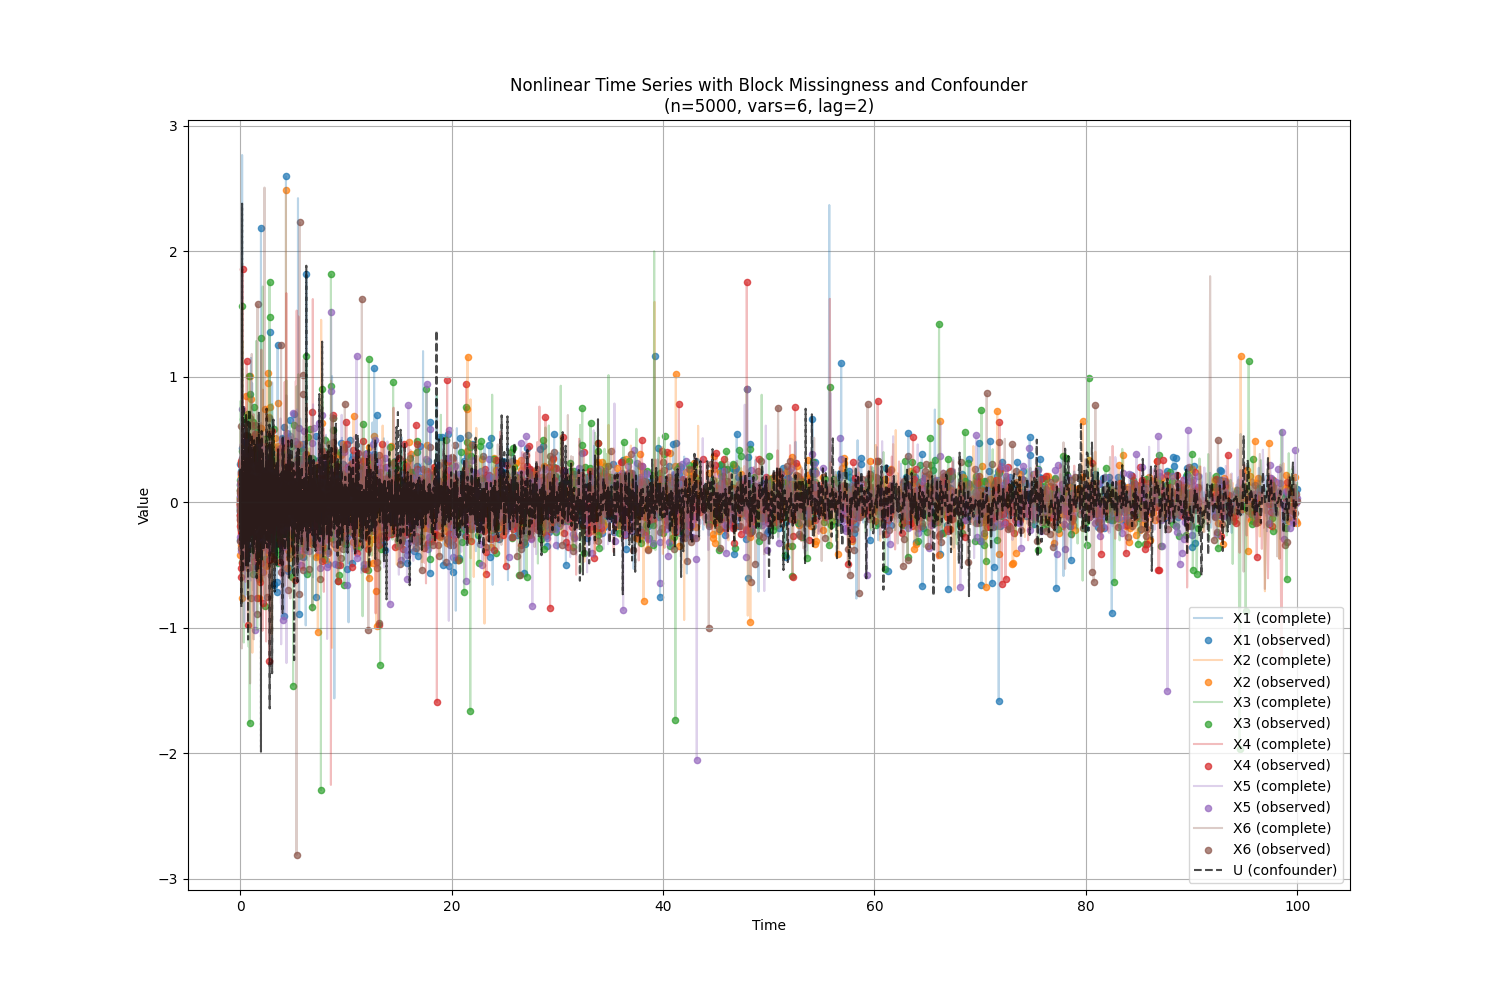 Nonlinear Time Series with Block Missingness and Confounder
(n=5000, vars=6, lag=2)
Value
3
2
1
0
−1
−2
−3
0
20
40
60
80
100
Time
X1 (complete)
X1 (observed)
X2 (complete)
X2 (observed)
X3 (complete)
X3 (observed)
X4 (complete)
X4 (observed)
X5 (complete)
X5 (observed)
X6 (complete)
X6 (observed)
U (confounder)